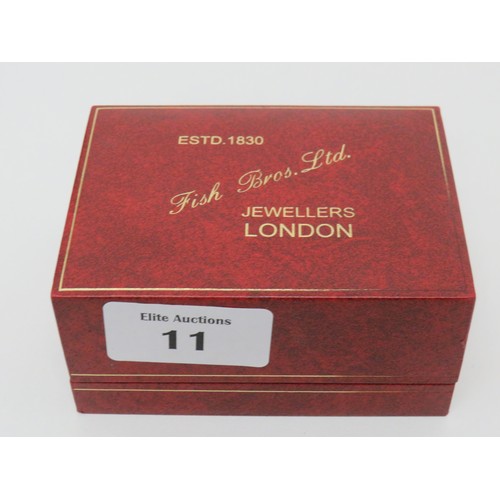 ESTD.1830
Fish Bros. Ltd.
JEWELLERS
LONDON
Elite Auctions
11